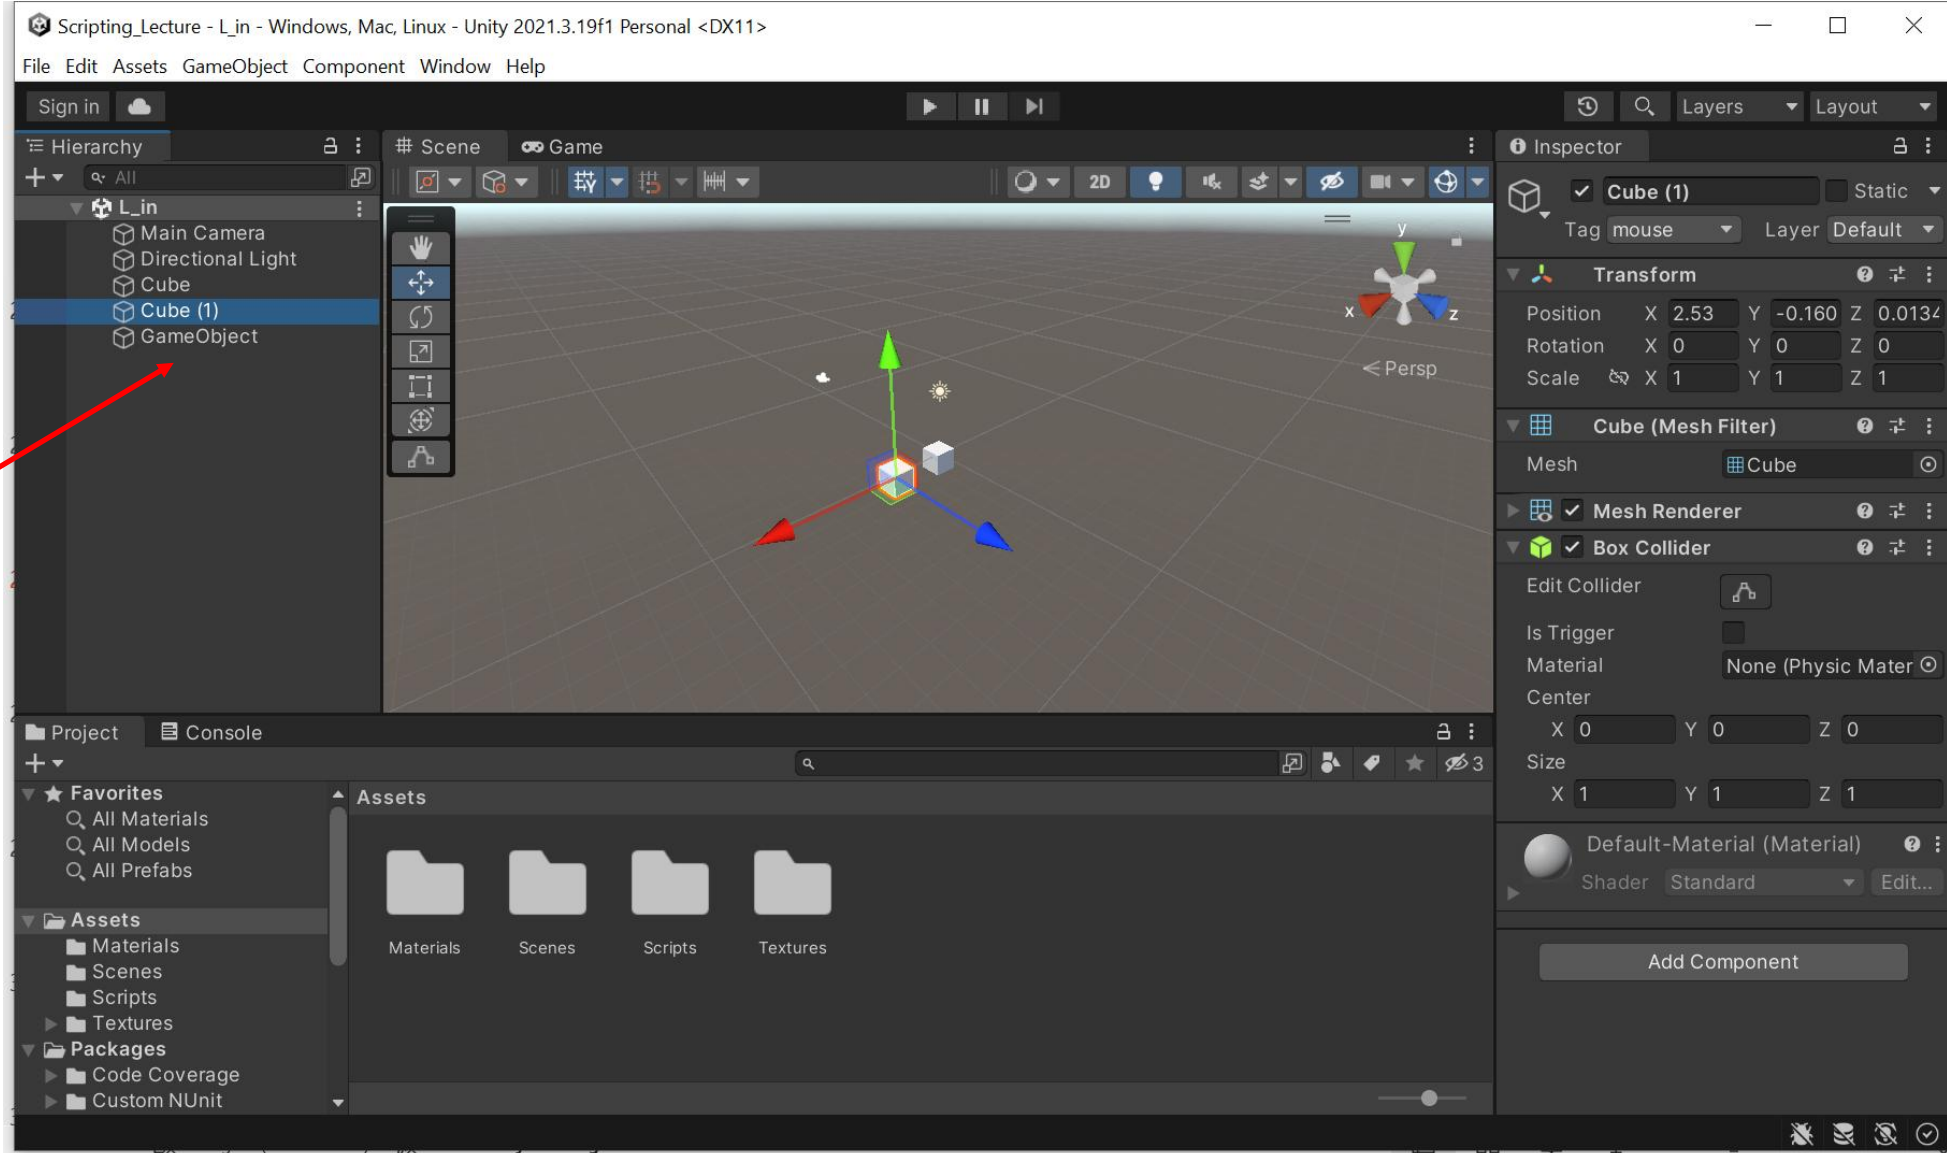 Scripting_Lecture - L_in - Windows, Mac, Linux - Unity 2021.3.19f1 Personal <DX11>
File Edit Assets GameObject Component Window Help
Sign in
Layers
Layout
Hierarchy
All
L_in
Main Camera
Directional Light
Cube
Cube (1)
GameObject
Scene
Game
2D
y
x
z
Persp
Inspector
Cube (1)
Static
Tag mouse
Layer Default
Transform
Position X 2.53 Y -0.160 Z 0.0134
Rotation X 0 Y 0 Z 0
Scale X 1 Y 1 Z 1
Cube (Mesh Filter)
Mesh Cube
Mesh Renderer
Box Collider
Edit Collider
Is Trigger
Material None (Physic Mater
Center
X 0 Y 0 Z 0
Size
X 1 Y 1 Z 1
Default-Material (Material)
Shader Standard Edit...
Add Component
Project
Console
3
Favorites
All Materials
All Models
All Prefabs
Assets
Materials
Scenes
Scripts
Textures
Packages
Code Coverage
Custom NUnit
Assets
Materials
Scenes
Scripts
Textures